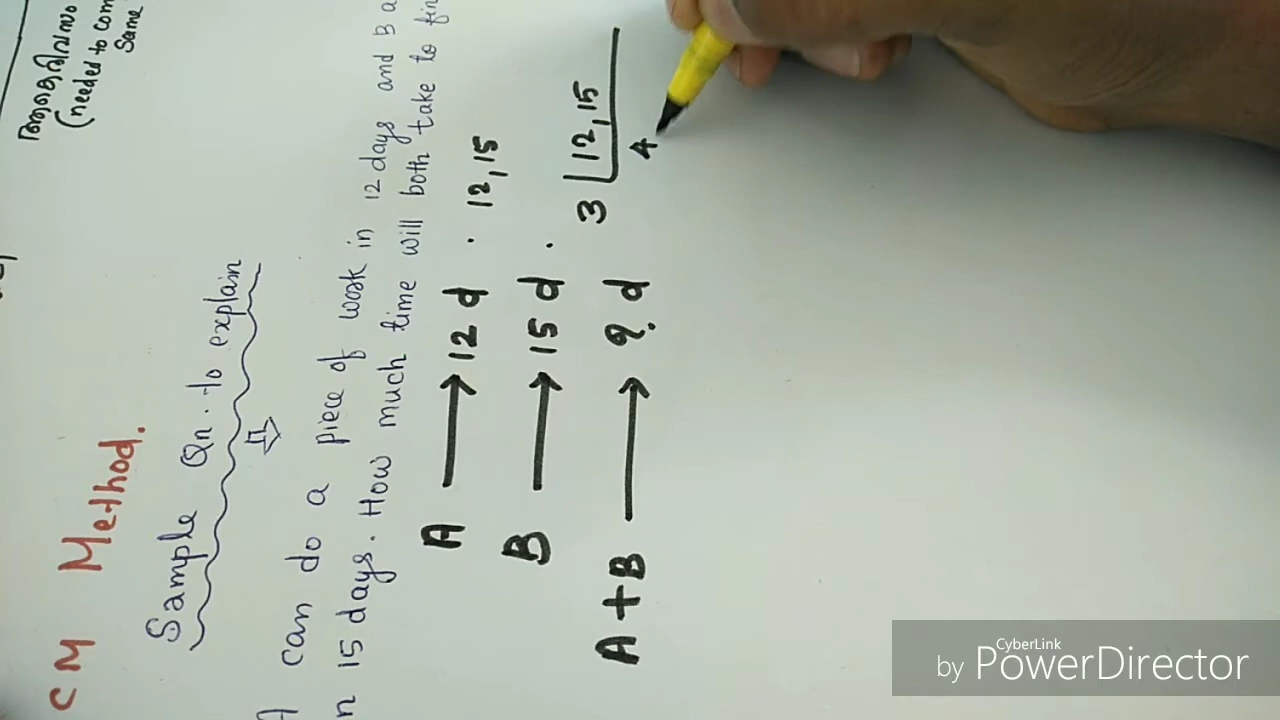 (needed to com
Same
CM Method.
Sample Qn. to explain
A can do a piece of work in 12 days and B a
n 15 days. How much time will both take to fin
A → 12 d . 12, 15
B → 15 d .
A + B → ? d
3 12, 15
4
by CyberLink PowerDirector